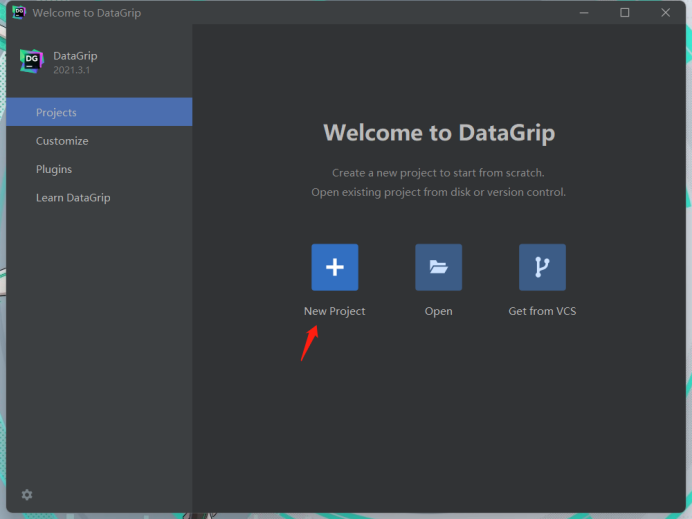 Welcome to DataGrip
DG
DataGrip
2021.3.1
Projects
Customize
Plugins
Learn DataGrip
Welcome to DataGrip
Create a new project to start from scratch.
Open existing project from disk or version control.
New Project
Open
Get from VCS